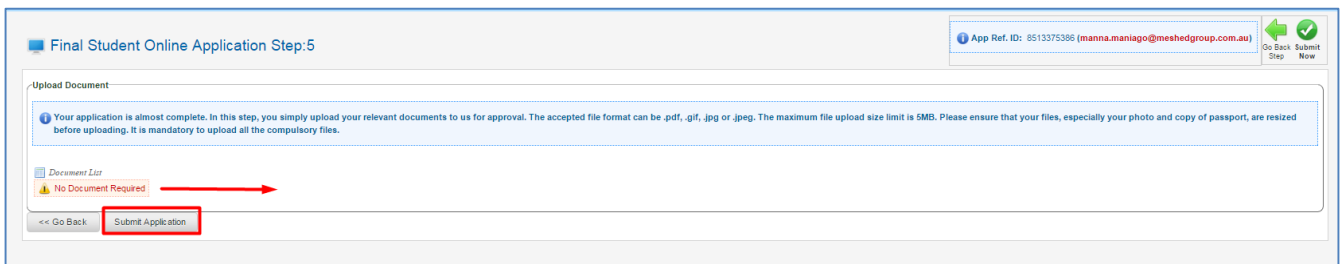 Final Student Online Application Step:5
App Ref. ID: 8513375386 (manna.maniago@meshedgroup.com.au)
Go Back Step
Submit Now
Upload Document
Your application is almost complete. In this step, you simply upload your relevant documents to us for approval. The accepted file format can be .pdf, .gif, .jpg or .jpeg. The maximum file upload size limit is 5MB. Please ensure that your files, especially your photo and copy of passport, are resized
before uploading. It is mandatory to upload all the compulsory files.
Document List
No Document Required
<< Go Back
Submit Application